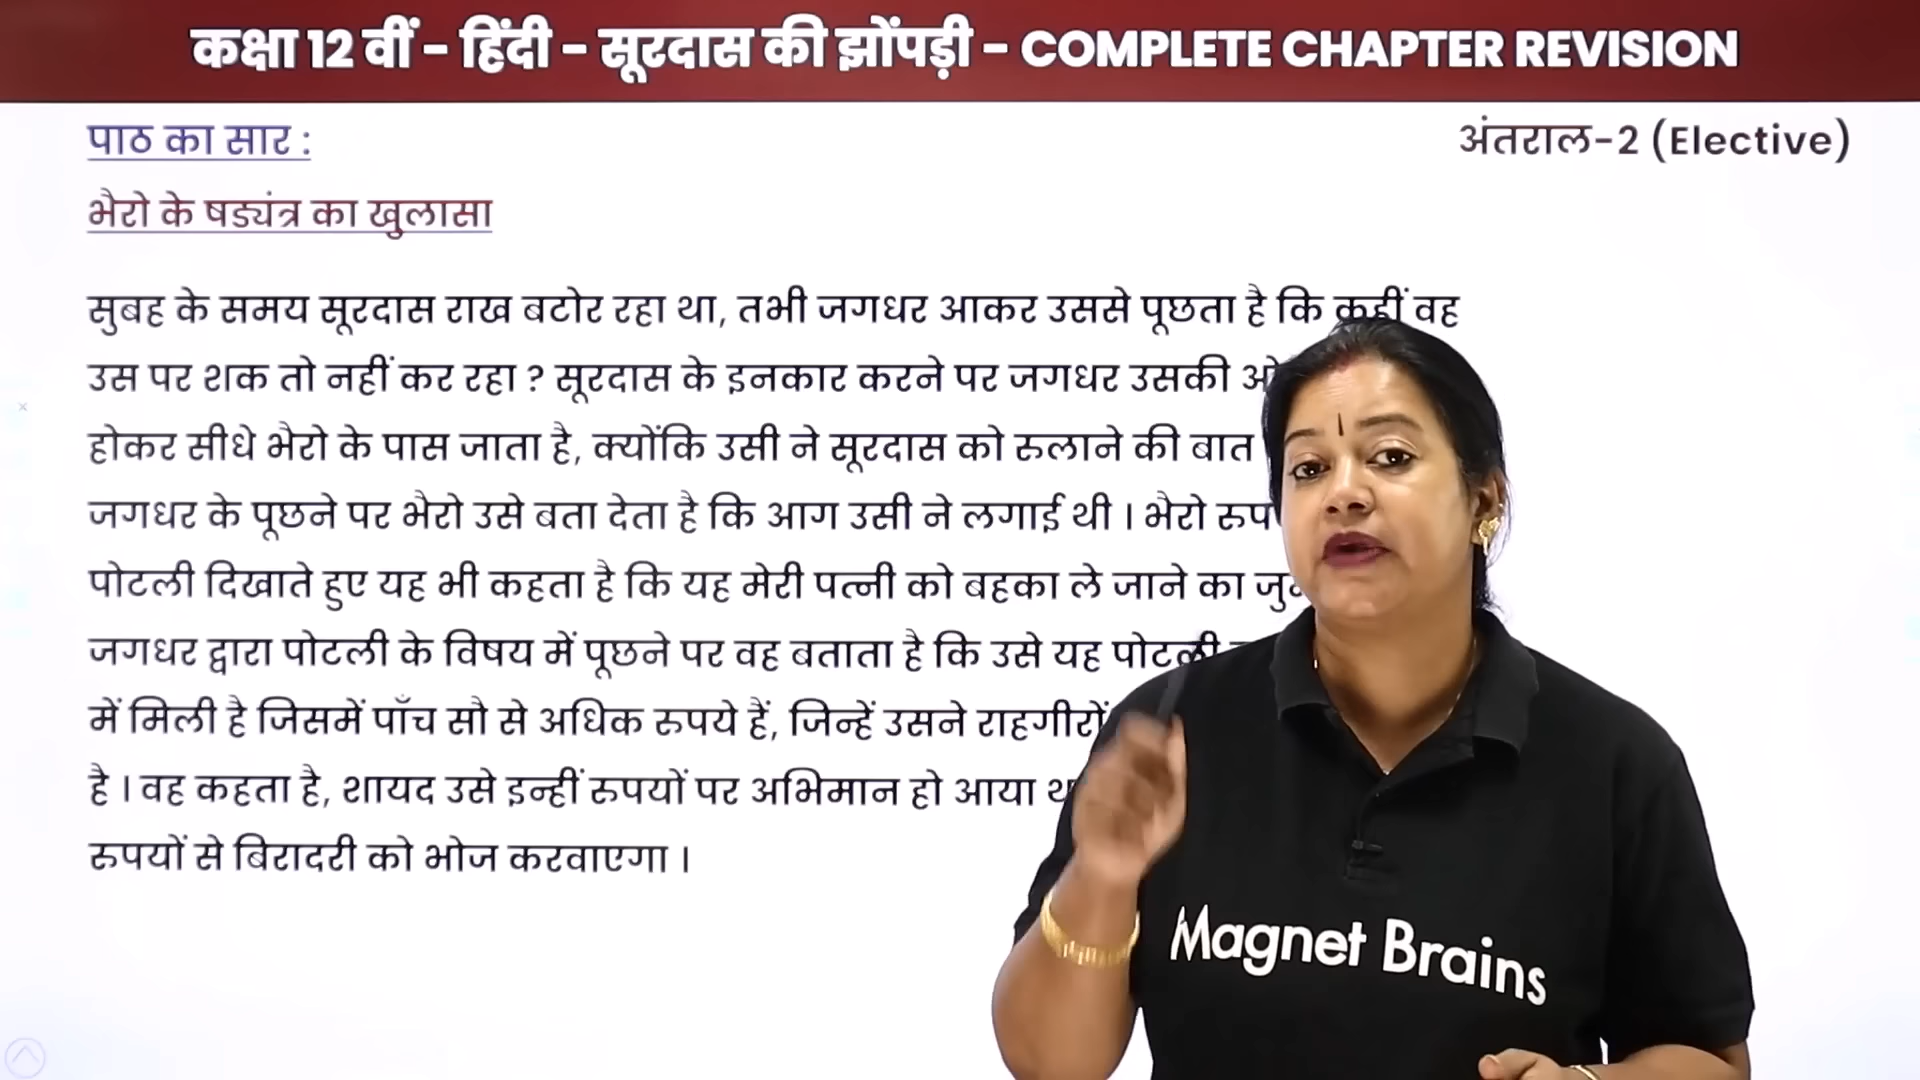 कक्षा 12 वीं - हिंदी - सूरदास की झोंपड़ी - COMPLETE CHAPTER REVISION
पाठ का सार :
अंतराल-2 (Elective)
भैरो के षड्यंत्र का खुलासा
सुबह के समय सूरदास राख बटोर रहा था, तभी जगधर आकर उससे पूछता है कि कहीं वह
उस पर शक तो नहीं कर रहा ? सूरदास के इनकार करने पर जगधर उसकी
होकर सीधे भैरो के पास जाता है, क्योंकि उसी ने सूरदास को रुलाने की बात
जगधर के पूछने पर भैरो उसे बता देता है कि आग उसी ने लगाई थी । भैरो
पोटली दिखाते हुए यह भी कहता है कि यह मेरी पत्नी को बहका ले जाने का
जगधर द्वारा पोटली के विषय में पूछने पर वह बताता है कि उसे यह पोटली
में मिली है जिसमें पाँच सौ से अधिक रुपये हैं, जिन्हें उसने राहगीरों
है । वह कहता है, शायद उसे इन्हीं रुपयों पर अभिमान हो आया
रुपयों से बिरादरी को भोज करवाएगा ।
Magnet Brains